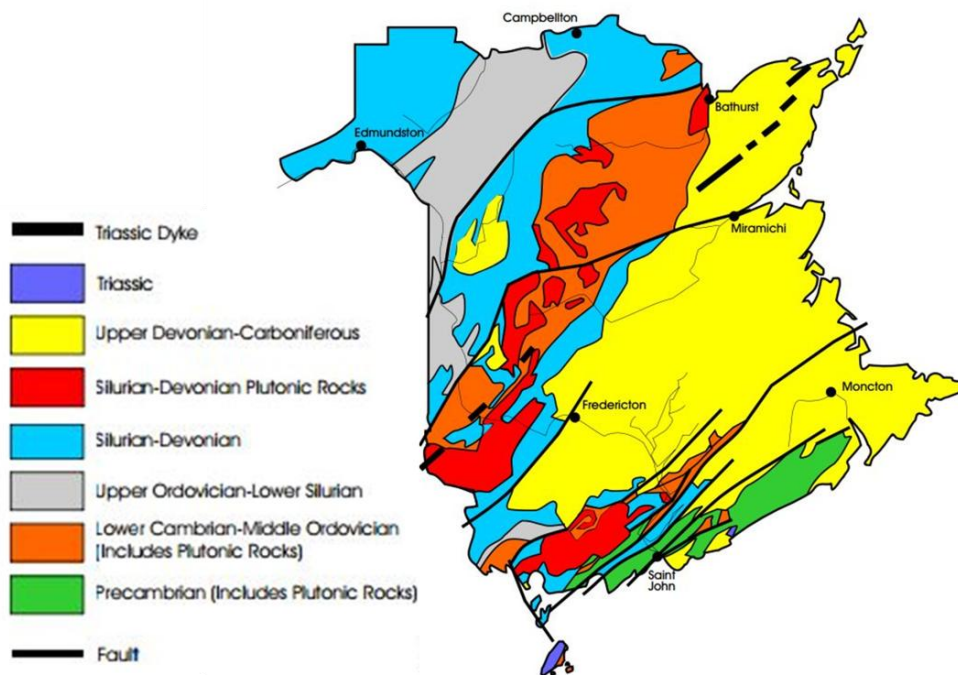 Campbellton
Bathurst
Edmundston
Miramichi
Triassic Dyke
Triassic
Upper Devonian-Carboniferous
Silurian-Devonian Plutonic Rocks
Moncton
Fredericton
Silurian-Devonian
Upper Ordovician-Lower Silurian
Lower Cambrian-Middle Ordovician
(Includes Plutonic Rocks)
Precambrian (Includes Plutonic Rocks)
Saint
John
Fault